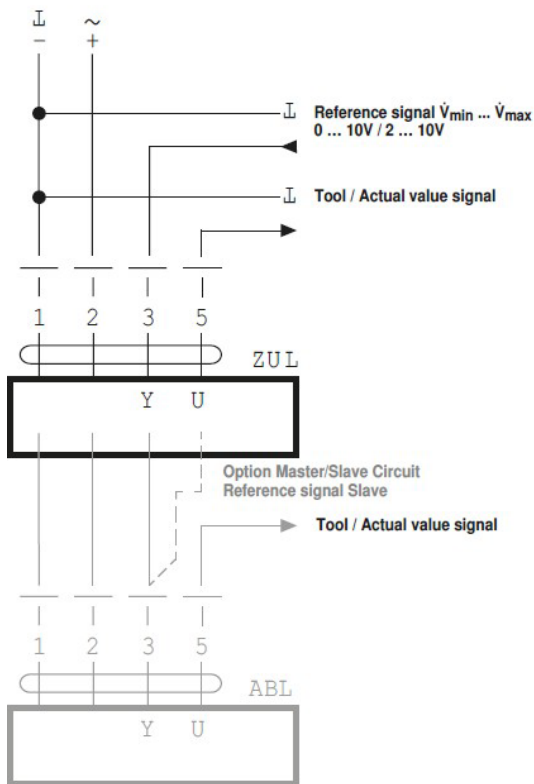 ⊥ ~
- +
⊥ Reference signal V̇min ... V̇max
0 ... 10V / 2 ... 10V
⊥ Tool / Actual value signal
1 2 3 5
ZUL
Y U
Option Master/Slave Circuit
Reference signal Slave
Tool / Actual value signal
1 2 3 5
ABL
Y U